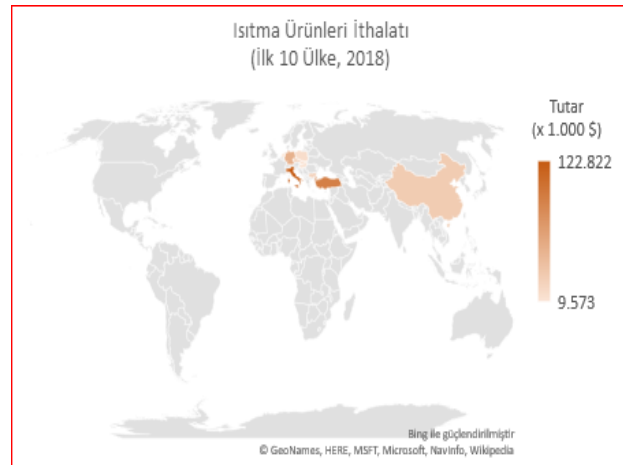 Isıtma Ürünleri İthalatı
(İlk 10 Ülke, 2018)
Tutar
(x 1.000 $)
122.822
9.573
Bing ile güçlendirilmiştir
© GeoNames, HERE, MSFT, Microsoft, NavInfo, Wikipedia